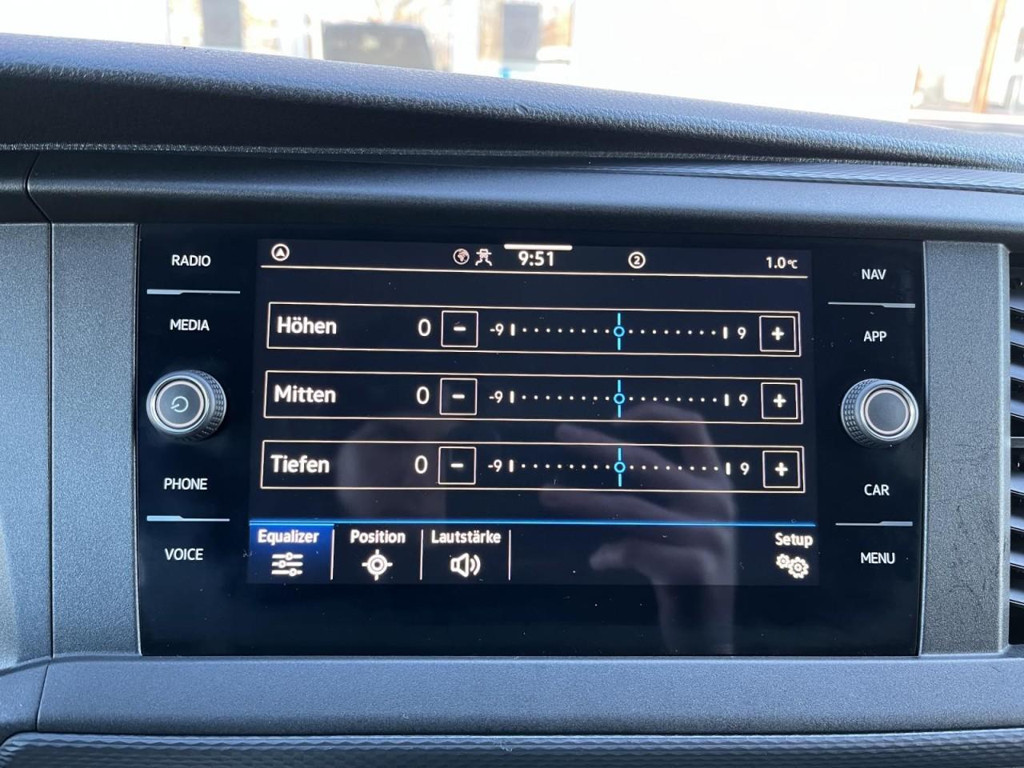 RADIO
MEDIA
PHONE
VOICE
9:51
2
1.0°C
Höhen 0 - -9 9 +
Mitten 0 - -9 9 +
Tiefen 0 - -9 9 +
Equalizer Position Lautstärke Setup
NAV
APP
CAR
MENU